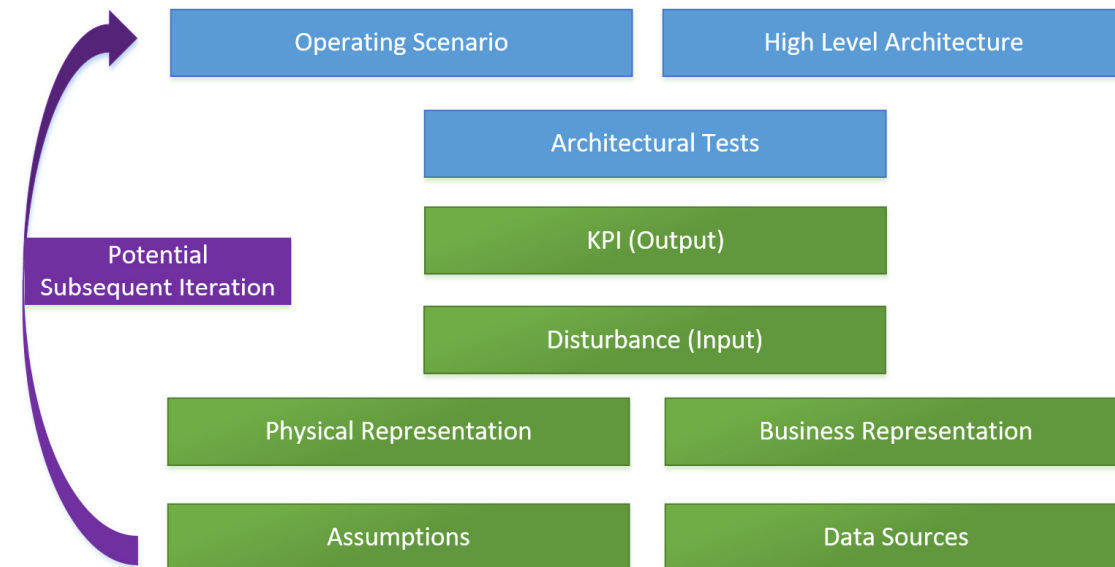 Operating Scenario
High Level Architecture
Architectural Tests
KPI (Output)
Potential
Subsequent Iteration
Disturbance (Input)
Physical Representation
Business Representation
Assumptions
Data Sources